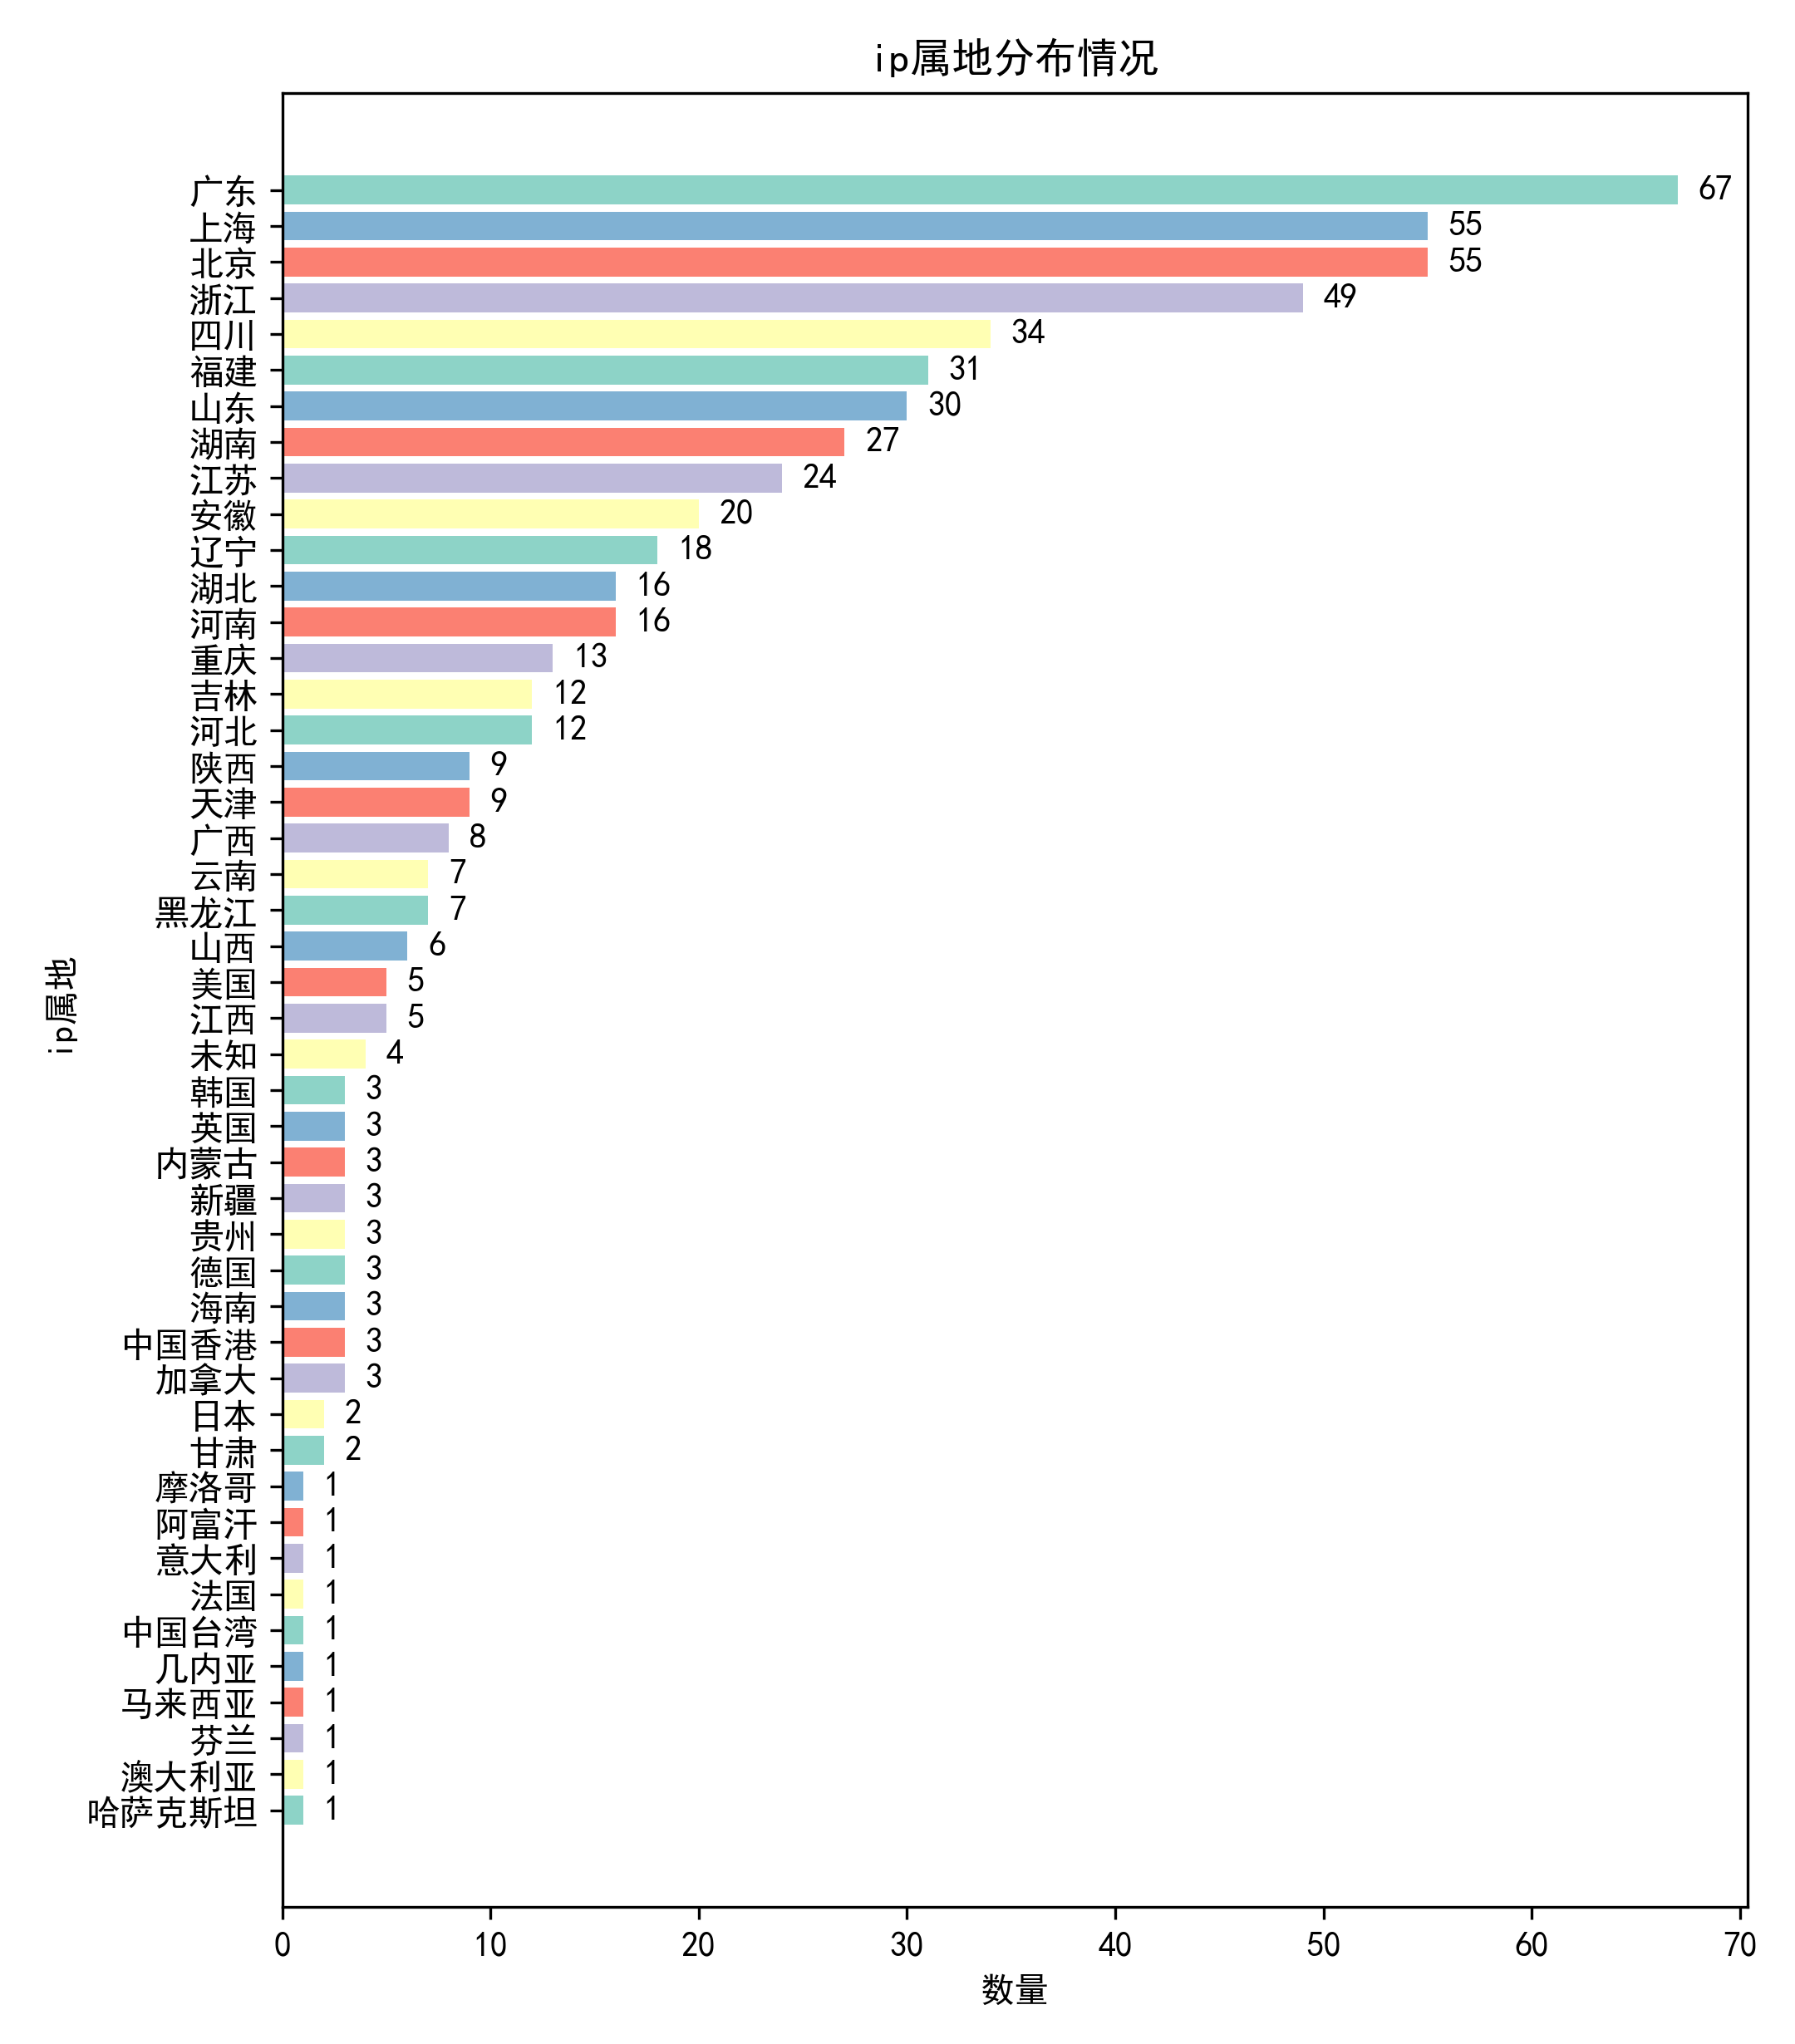 ip属地分布情况
广东 67
上海 55
北京 55
浙江 49
四川 34
福建 31
山东 30
湖南 27
江苏 24
安徽 20
辽宁 18
湖北 16
河南 16
重庆 13
吉林 12
河北 12
陕西 9
天津 9
广西 8
云南 7
黑龙江 7
山西 6
美国 5
江西 5
未知 4
韩国 3
英国 3
内蒙古 3
新疆 3
贵州 3
德国 3
海南 3
中国香港 3
加拿大 3
日本 2
甘肃 2
摩洛哥 1
阿富汗 1
意大利 1
法国 1
中国台湾 1
几内亚 1
马来西亚 1
芬兰 1
澳大利亚 1
哈萨克斯坦 1
ip属地
0 10 20 30 40 50 60 70
数量